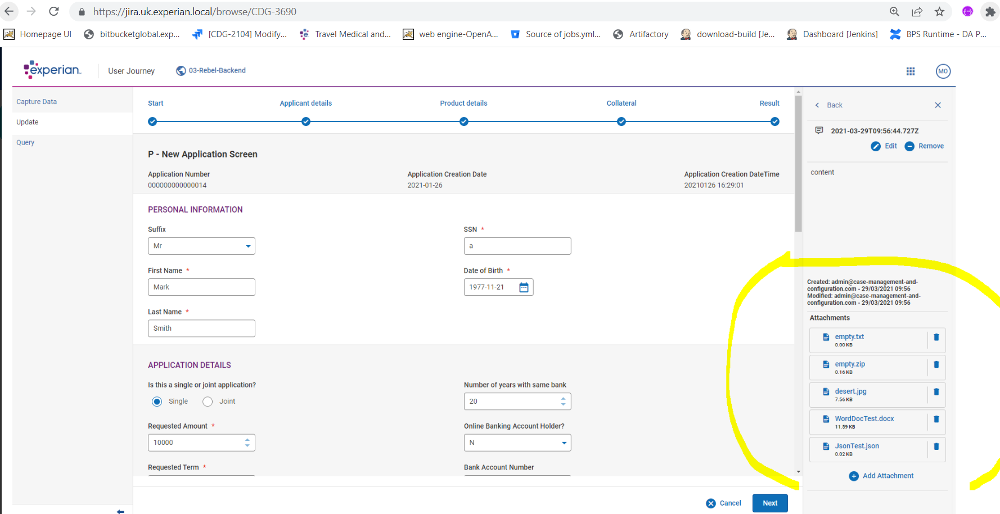 https://jira.uk.experian.local/browse/CDG-3690
Homepage UI
bitbucketglobal.exp...
[CDG-2104] Modify...
Travel Medical and...
web engine-OpenA...
Source of jobs.yml...
Artifactory
download-build [Je...
Dashboard [Jenkins]
BPS Runtime - DA P...
experian.
User Journey
03-Rebel-Backend
MO
Capture Data
Update
Query
Start
Applicant details
Product details
Collateral
Result
P - New Application Screen
Application Number
000000000000014
Application Creation Date
2021-01-26
Application Creation DateTime
20210126 16:29:01
PERSONAL INFORMATION
Suffix
Mr
SSN *
a
First Name *
Mark
Date of Birth *
1977-11-21
Last Name *
Smith
APPLICATION DETAILS
Is this a single or joint application?
Single
Joint
Number of years with same bank
20
Requested Amount *
10000
Online Banking Account Holder?
N
Requested Term *
Bank Account Number
Cancel
Next
Back
2021-03-29T09:56:44.727Z
Edit
Remove
content
Created: admin@case-management-and-
configuration.com - 29/03/2021 09:56
Modified: admin@case-management-and-
configuration.com - 29/03/2021 09:56
Attachments
empty.txt
0.00 KB
empty.zip
0.16 KB
desert.jpg
7.56 KB
WordDocTest.docx
11.59 KB
JsonTest.json
0.02 KB
Add Attachment